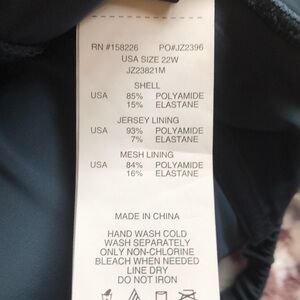 RN #158226 PO#JZ2396
USA SIZE 22W
JZ23821M
SHELL
USA 85% POLYAMIDE
15% ELASTANE
JERSEY LINING
USA 93% POLYAMIDE
7% ELASTANE
MESH LINING
USA 84% POLYAMIDE
16% ELASTANE
MADE IN CHINA
HAND WASH COLD
WASH SEPARATELY
ONLY NON-CHLORINE
BLEACH WHEN NEEDED
LINE DRY
DO NOT IRON